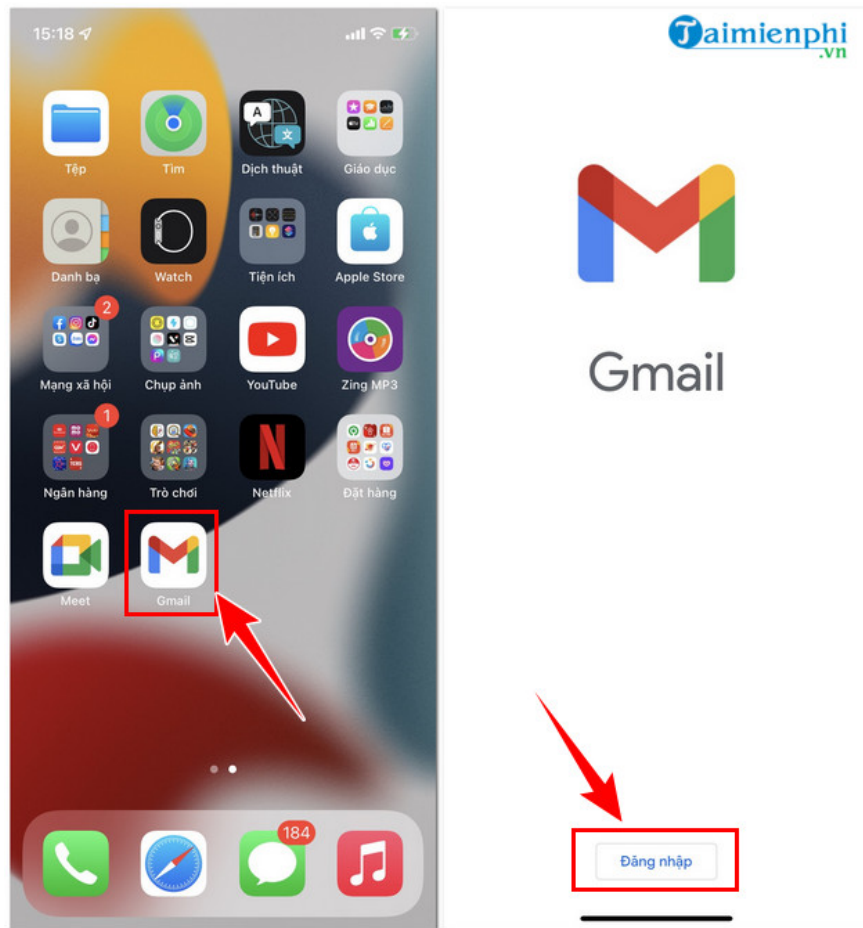 15:18
Taimienphi
.vn
Tệp
Tìm
Dịch thuật
Giáo dục
Danh bạ
Watch
Tiện ích
Apple Store
2
Mạng xã hội
Chụp ảnh
YouTube
Zing MP3
1
Ngân hàng
Trò chơi
Netflix
Đặt hàng
Meet
Gmail
184
Gmail
Đăng nhập